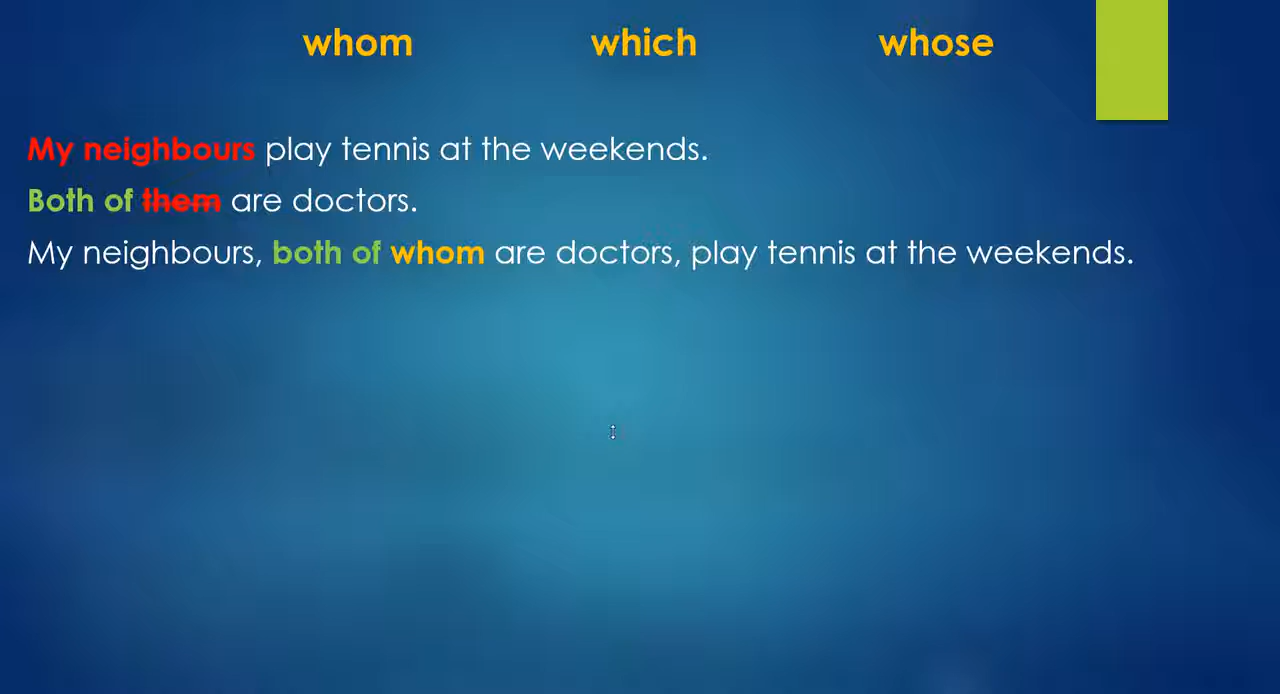 whom which whose
My neighbours play tennis at the weekends.
Both of them are doctors.
My neighbours, both of whom are doctors, play tennis at the weekends.